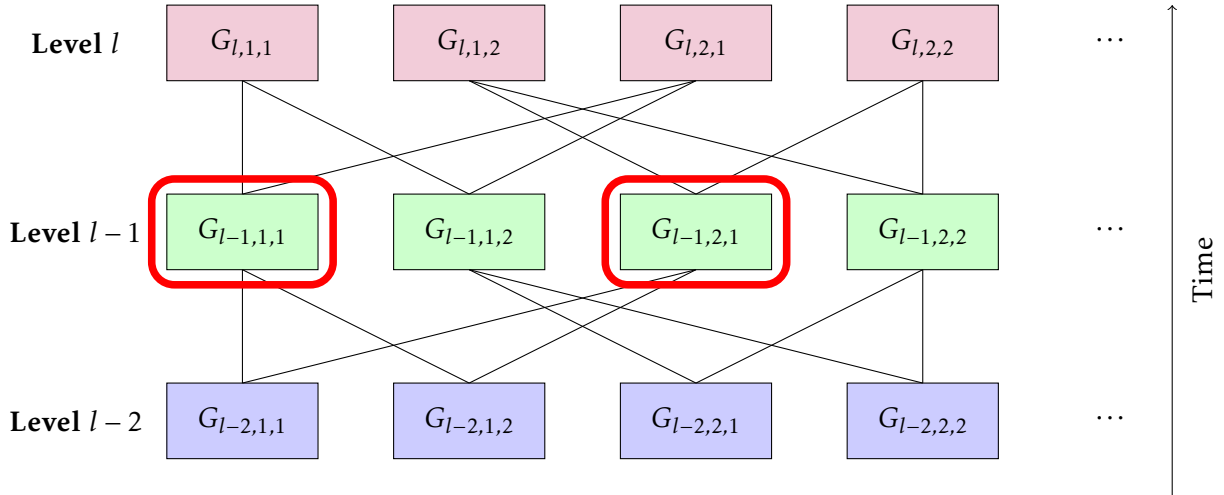 Level l G_{l,1,1} G_{l,1,2} G_{l,2,1} G_{l,2,2} ⋯
Level l − 1 G_{l−1,1,1} G_{l−1,1,2} G_{l−1,2,1} G_{l−1,2,2} ⋯
Level l − 2 G_{l−2,1,1} G_{l−2,1,2} G_{l−2,2,1} G_{l−2,2,2} ⋯
Time